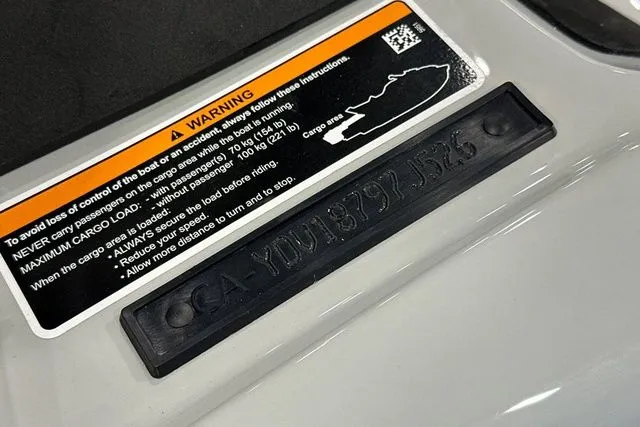 WARNING
To avoid loss of control of the boat or an accident, always follow these instructions.
NEVER carry passengers on the cargo area while the boat is running.
MAXIMUM CARGO LOAD: - with passenger(s) 70 kg (154 lb)
- without passenger 100 kg (221 lb)
When the cargo area is loaded:
• ALWAYS secure the load before riding.
• Reduce your speed.
• Allow more distance to turn and to stop.
Cargo area
CA-YDV18797J526